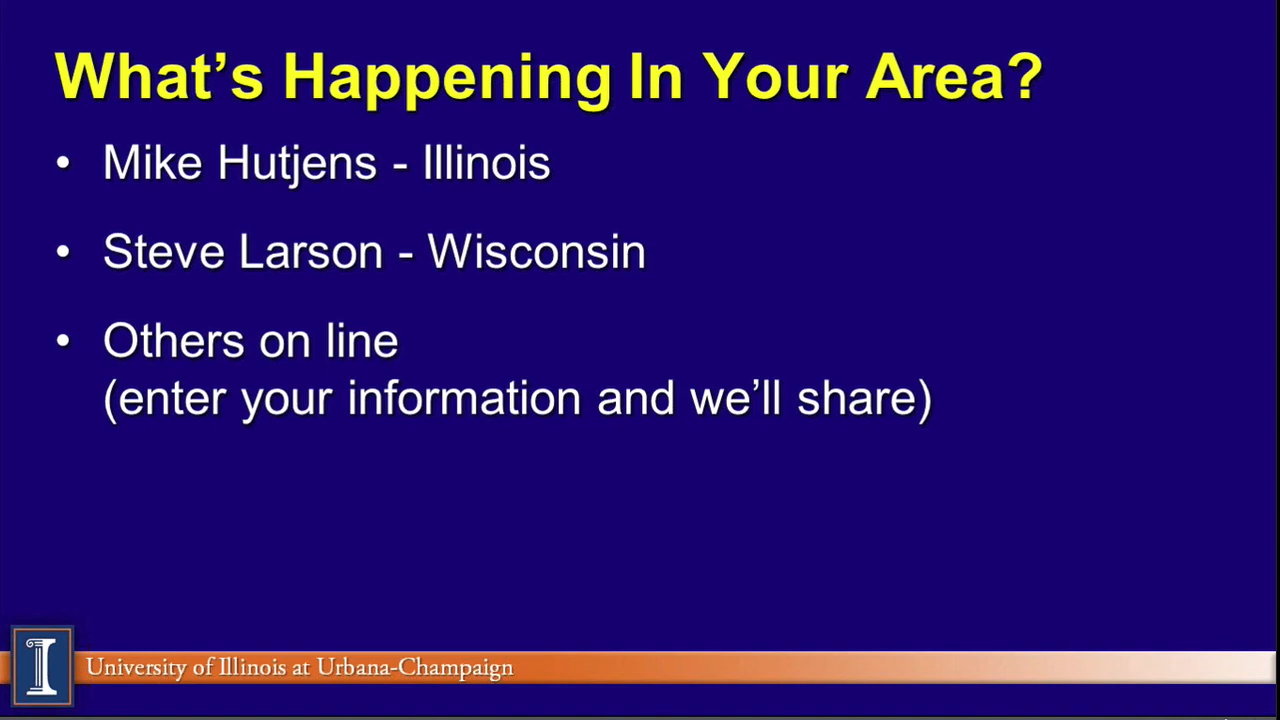 What's Happening In Your Area?
• Mike Hutjens - Illinois
• Steve Larson - Wisconsin
• Others on line
(enter your information and we'll share)
I
University of Illinois at Urbana-Champaign